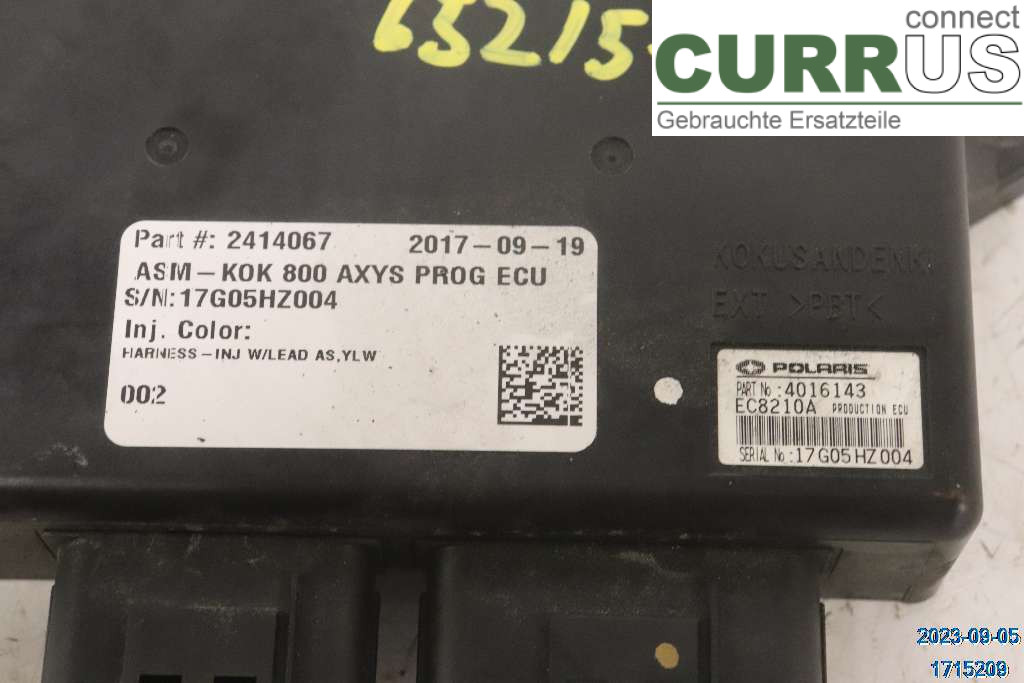 65215
connect
CURRUS
Gebrauchte Ersatzteile
Part #: 2414067 2017-09-19
ASM-KOK 800 AXYS PROG ECU
S/N:17G05HZ004
Inj. Color:
HARNESS-INJ W/LEAD AS,YLW
002
KOKUSANDENKI
EXT >PBT<
POLARIS
PART No:4016143
EC8210A PRODUCTION ECU
SERIAL No:17G05HZ004
2023-09-05
1715209